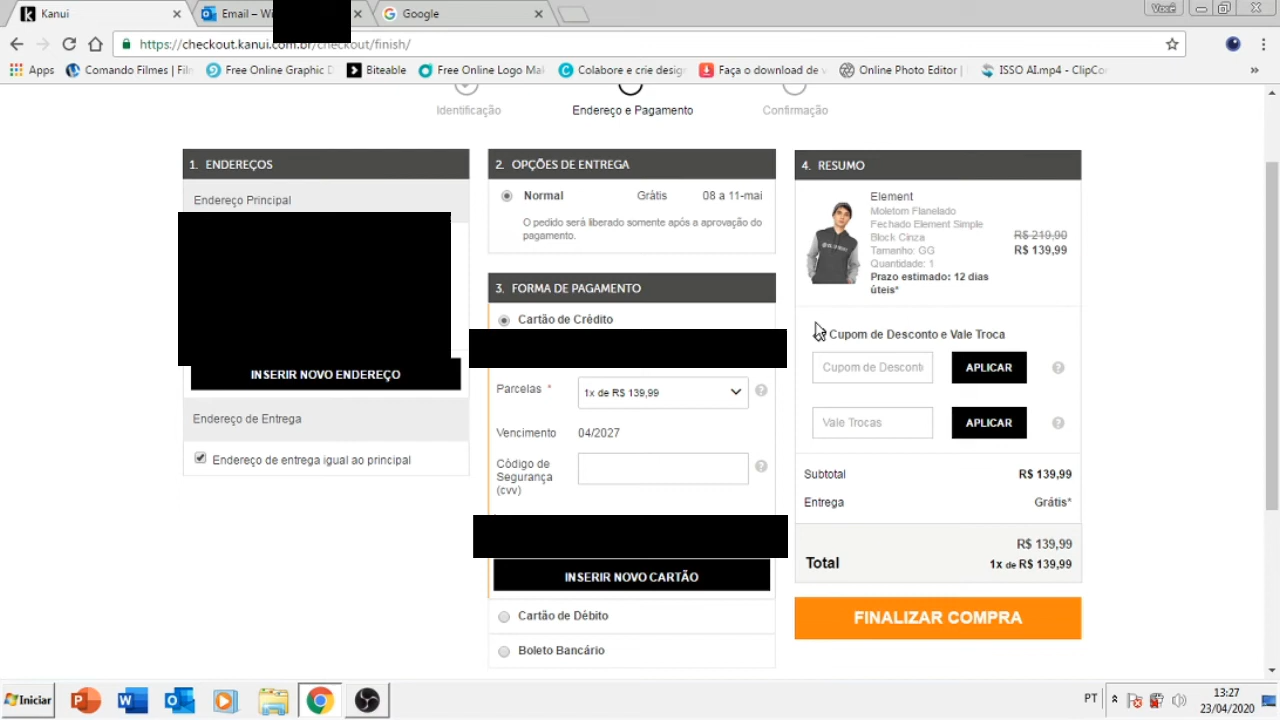 Kanui
Email – Wi
Google
Você
https://checkout.kanui.com.br/checkout/finish/
Apps
Comando Filmes | Film
Free Online Graphic D
Biteable
Free Online Logo Mak
Colabore e crie design
Faça o download de v
Online Photo Editor |
ISSO AI.mp4 - ClipCon
»
Identificação
Endereço e Pagamento
Confirmação
1. ENDEREÇOS
Endereço Principal
INSERIR NOVO ENDEREÇO
Endereço de Entrega
Endereço de entrega igual ao principal
2. OPÇÕES DE ENTREGA
Normal Grátis 08 a 11-mai
O pedido será liberado somente após a aprovação do
pagamento.
3. FORMA DE PAGAMENTO
Cartão de Crédito
Parcelas * 1x de R$ 139,99 ?
Vencimento 04/2027
Código de
Segurança ?
(cvv)
INSERIR NOVO CARTÃO
Cartão de Débito
Boleto Bancário
4. RESUMO
Element
Moletom Flanelado
Fechado Element Simple
Block Cinza
Tamanho: GG
Quantidade: 1
Prazo estimado: 12 dias
úteis*
R$ 219,90
R$ 139,99
Cupom de Desconto e Vale Troca
Cupom de Descont APLICAR ?
Vale Trocas APLICAR ?
Subtotal R$ 139,99
Entrega Grátis*
R$ 139,99
Total 1x de R$ 139,99
FINALIZAR COMPRA
Iniciar
PT
13:27
23/04/2020